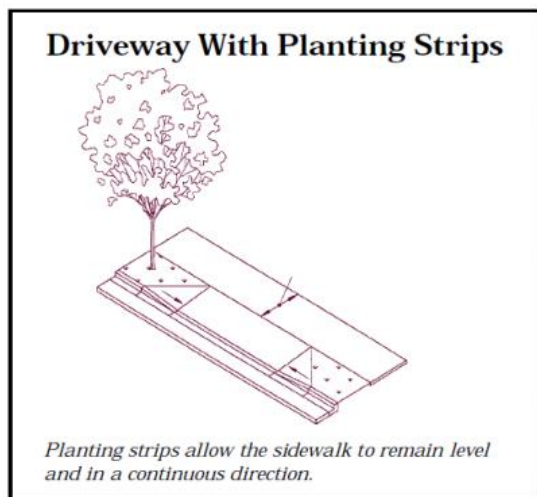 Driveway With Planting Strips
Planting strips allow the sidewalk to remain level
and in a continuous direction.